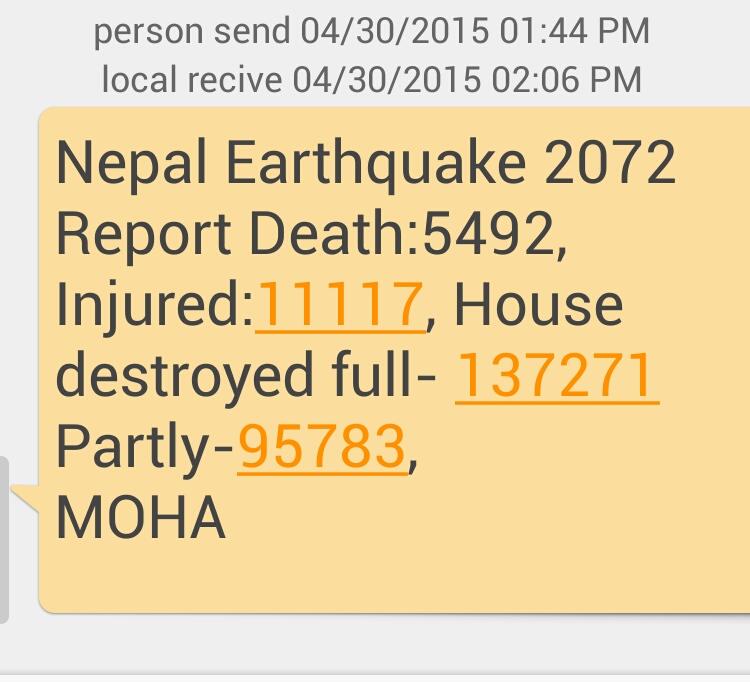 person send 04/30/2015 01:44 PM
local recive 04/30/2015 02:06 PM
Nepal Earthquake 2072
Report Death:5492,
Injured:11117, House
destroyed full- 137271
Partly-95783,
MOHA